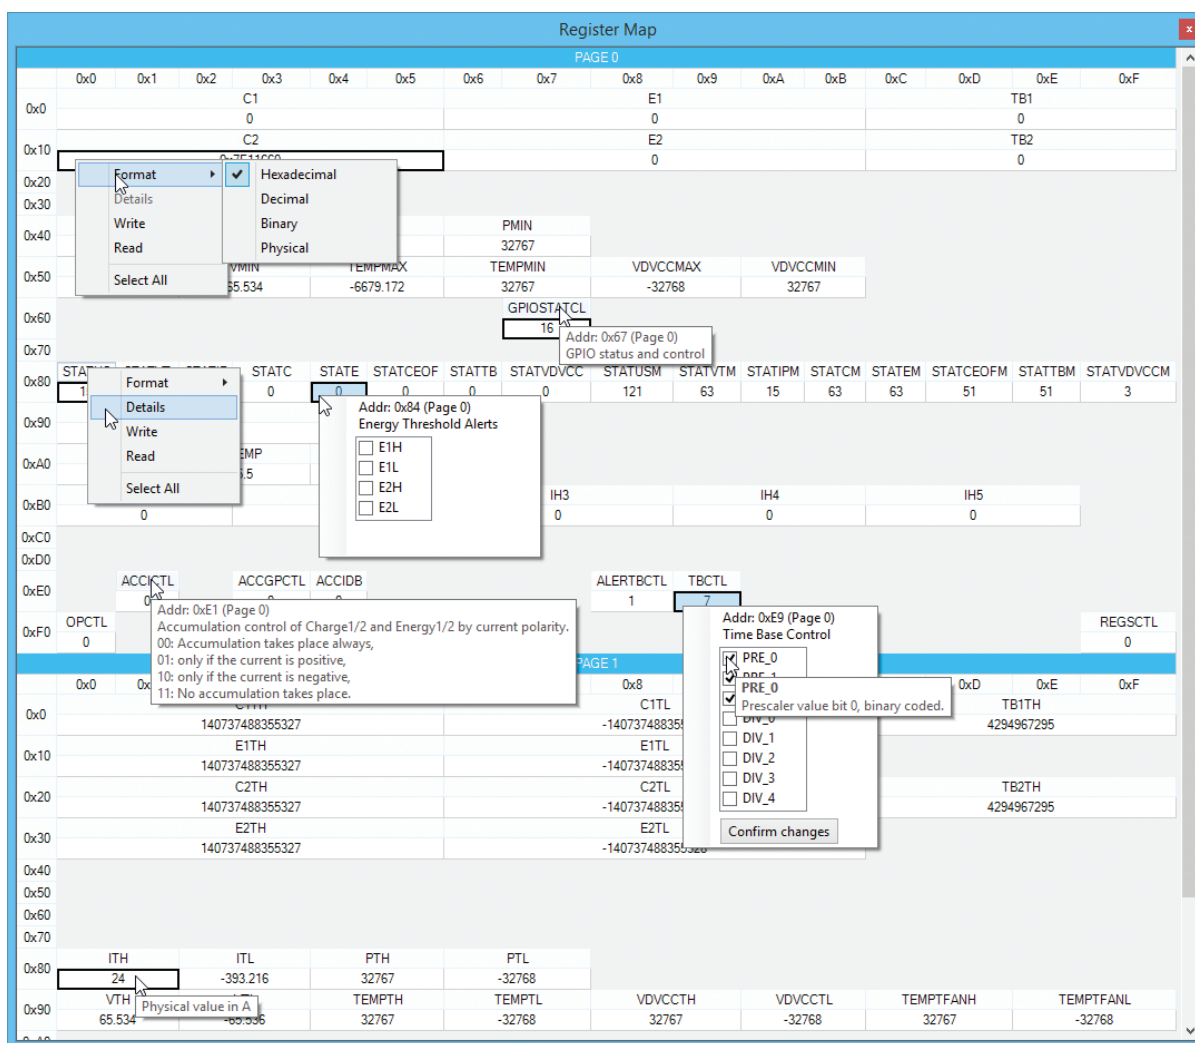 Register Map
x
PAGE 0
0x0 0x1 0x2 0x3 0x4 0x5 0x6 0x7 0x8 0x9 0xA 0xB 0xC 0xD 0xE 0xF
C1 E1 TB1
0x0
0 0 0
C2 E2 TB2
0x10
0 0
Format Hexadecimal
0x20
Details Decimal
0x30
Write Binary PMIN
0x40
Read Physical 32767
VMIN TEMPMAX TEMPMIN VDVCCMAX VDVCCMIN
0x50
Select All 65.534 -6679.172 32767 -32768 32767
GPIOSTATCL
0x60
16
Addr: 0x67 (Page 0)
GPIO status and control
0x70
STATC STATE STATCEOF STATTB STATVDVCC STATUSM STATVTM STATIPM STATCM STATEM STATCEOFM STATTBM STATVDVCCM
0x80
0 0 0 0 0 121 63 15 63 63 51 51 3
Format
Details
Write
Read
Select All
Addr: 0x84 (Page 0)
Energy Threshold Alerts
E1H
E1L
E2H
E2L
0x90
0xA0
IH3 IH4 IH5
0xB0
0 0 0 0
0xC0
0xD0
ACCICTL ACCGPCTL ACCIDB ALERTBCTL TBCTL
0xE0
0 1 7
Addr: 0xE1 (Page 0)
Accumulation control of Charge1/2 and Energy1/2 by current polarity.
00: Accumulation takes place always,
01: only if the current is positive,
10: only if the current is negative,
11: No accumulation takes place.
Addr: 0xE9 (Page 0)
Time Base Control
PRE_0
PRE_1
PRE_0
Prescaler value bit 0, binary coded.
DIV_0
DIV_1
DIV_2
DIV_3
DIV_4
Confirm changes
OPCTL REGSCTL
0xF0
0 0
PAGE 1
0x0 0x8 0xD 0xE 0xF
C1TH C1TL TB1TH
0x0
140737488355327 4294967295
E1TH E1TL
0x10
140737488355327
C2TH C2TL TB2TH
0x20
140737488355327 4294967295
E2TH E2TL
0x30
140737488355327 -140737488355328
0x40
0x50
0x60
0x70
ITH ITL PTH PTL
0x80
24 -393.216 32767 -32768
Physical value in A
VTH TEMPTH TEMPTL VDVCCTH VDVCCTL TEMPTFANH TEMPTFANL
0x90
65.534 -65.536 32767 -32768 32767 -32768 32767 -32768